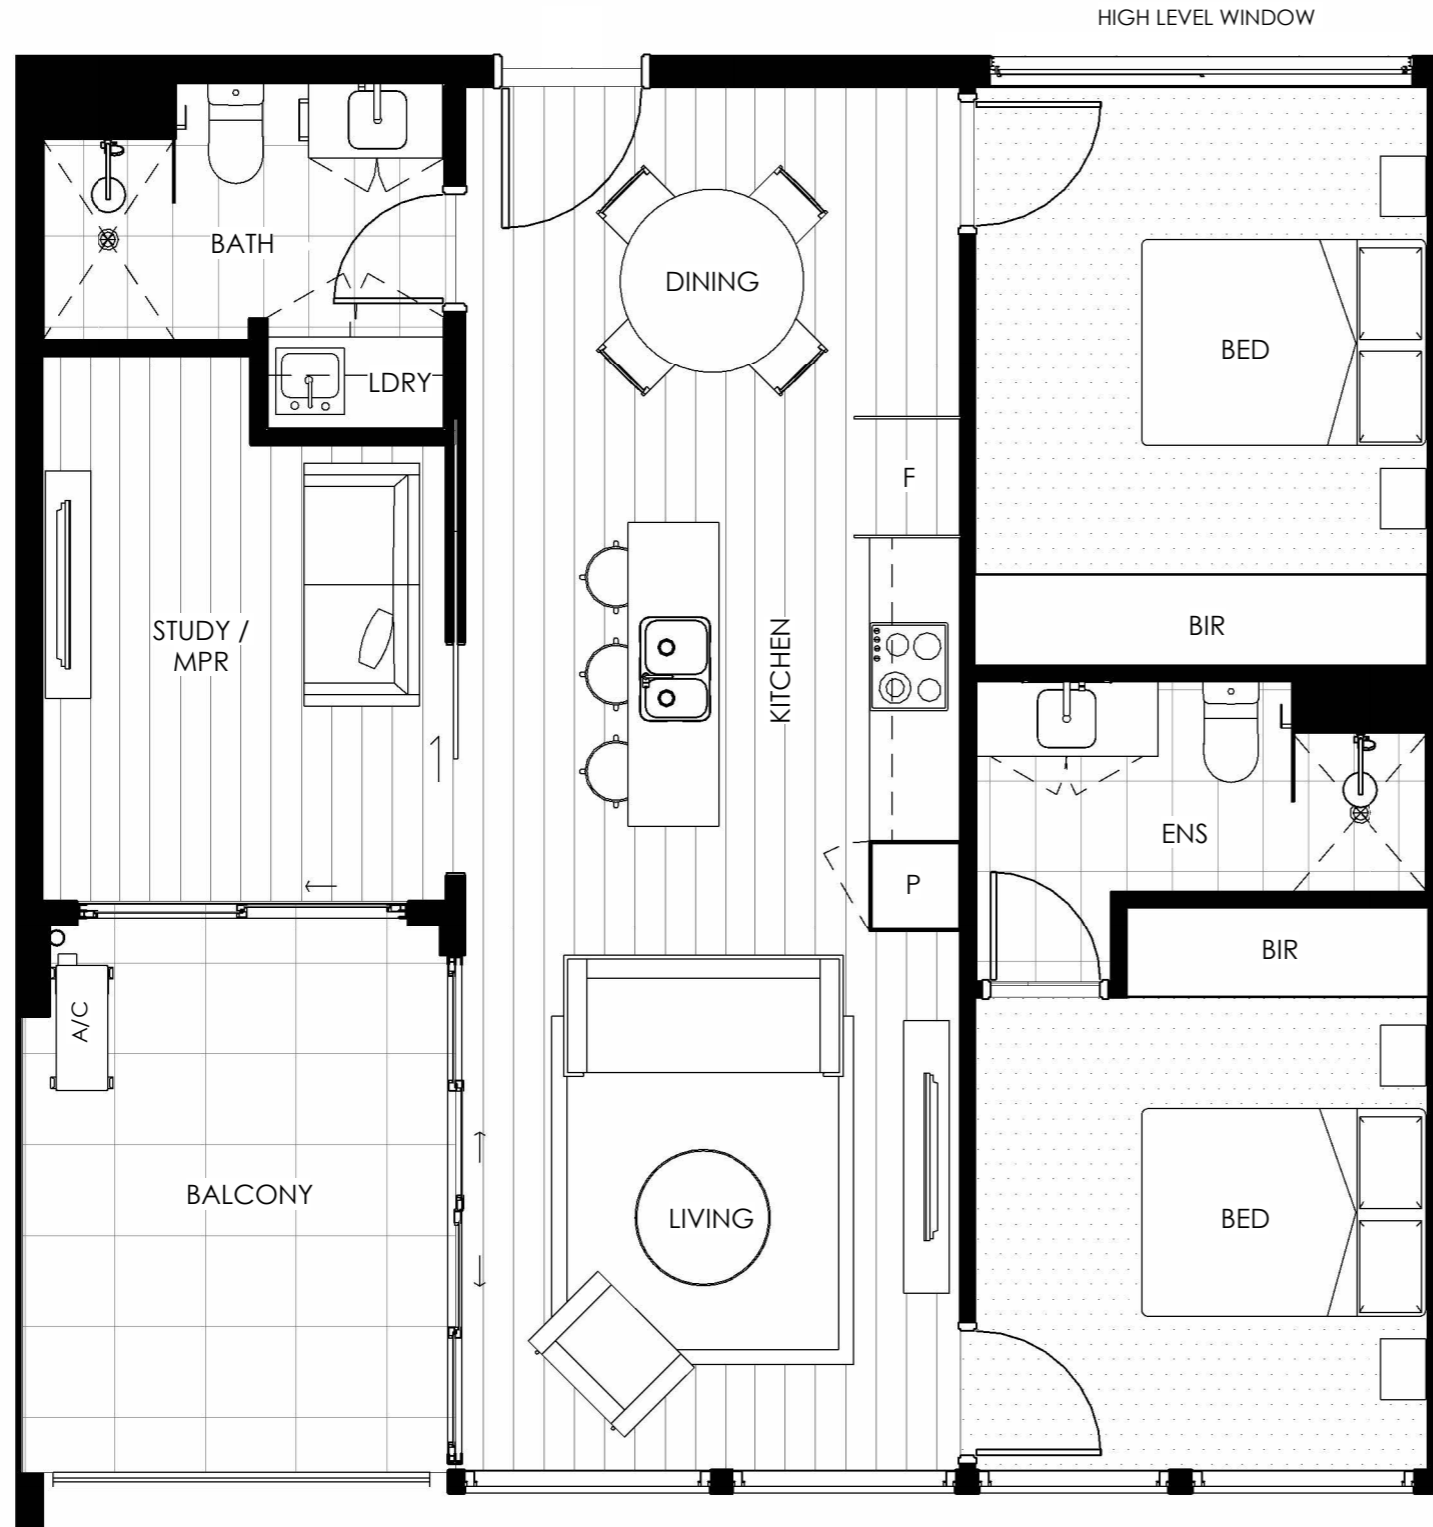 HIGH LEVEL WINDOW
BATH
DINING
BED
LDRY
F
STUDY /
MPR
KITCHEN
BIR
ENS
P
BIR
A/C
BALCONY
LIVING
BED